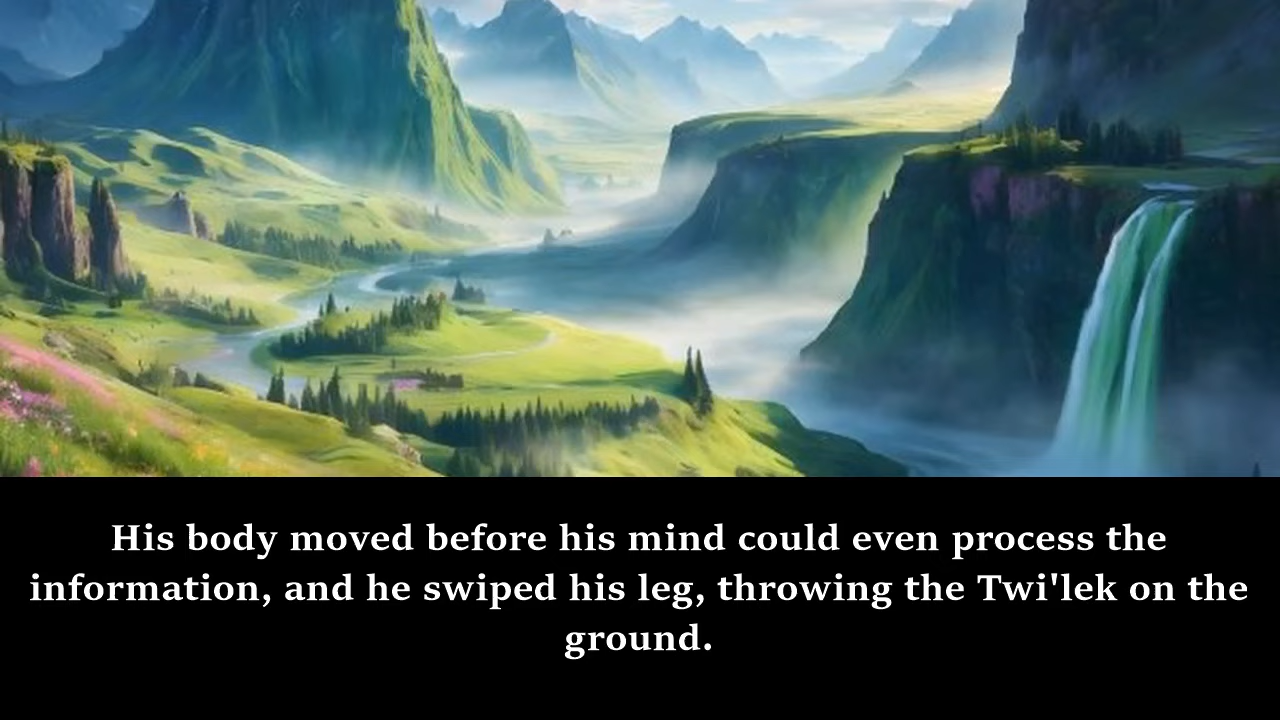 His body moved before his mind could even process the
information, and he swiped his leg, throwing the Twi'lek on the
ground.